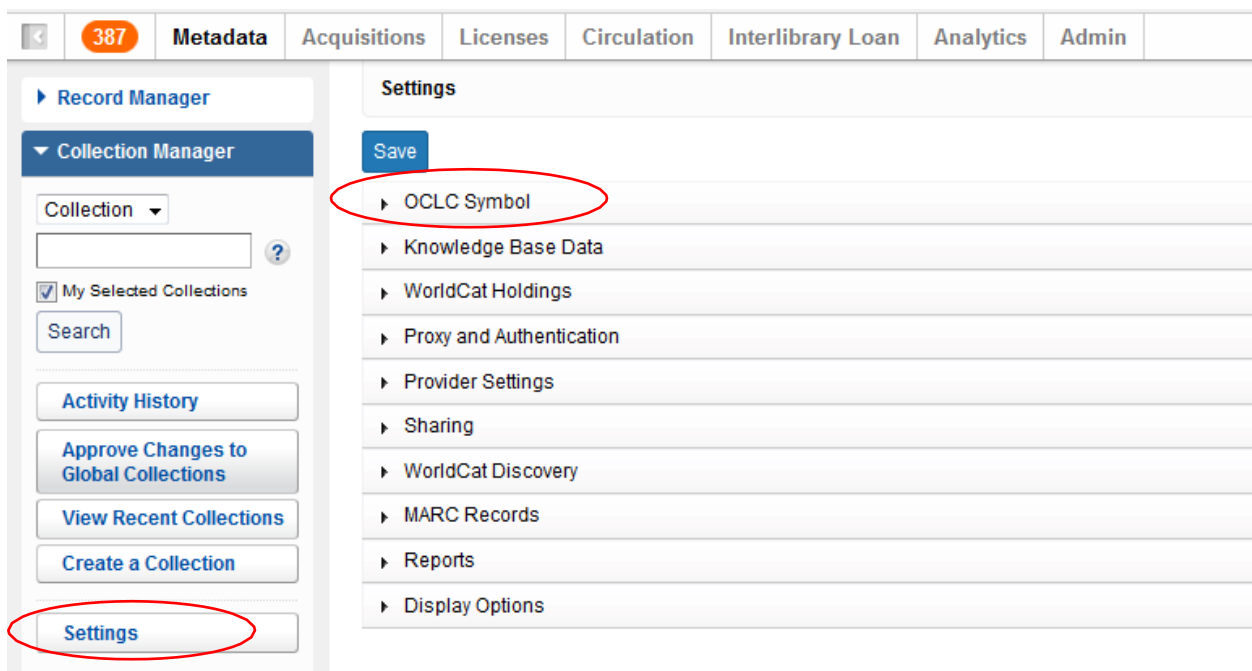 387 Metadata Acquisitions Licenses Circulation Interlibrary Loan Analytics Admin
Record Manager
Collection Manager
Collection
?
My Selected Collections
Search
Activity History
Approve Changes to
Global Collections
View Recent Collections
Create a Collection
Settings
Settings
Save
OCLC Symbol
Knowledge Base Data
WorldCat Holdings
Proxy and Authentication
Provider Settings
Sharing
WorldCat Discovery
MARC Records
Reports
Display Options